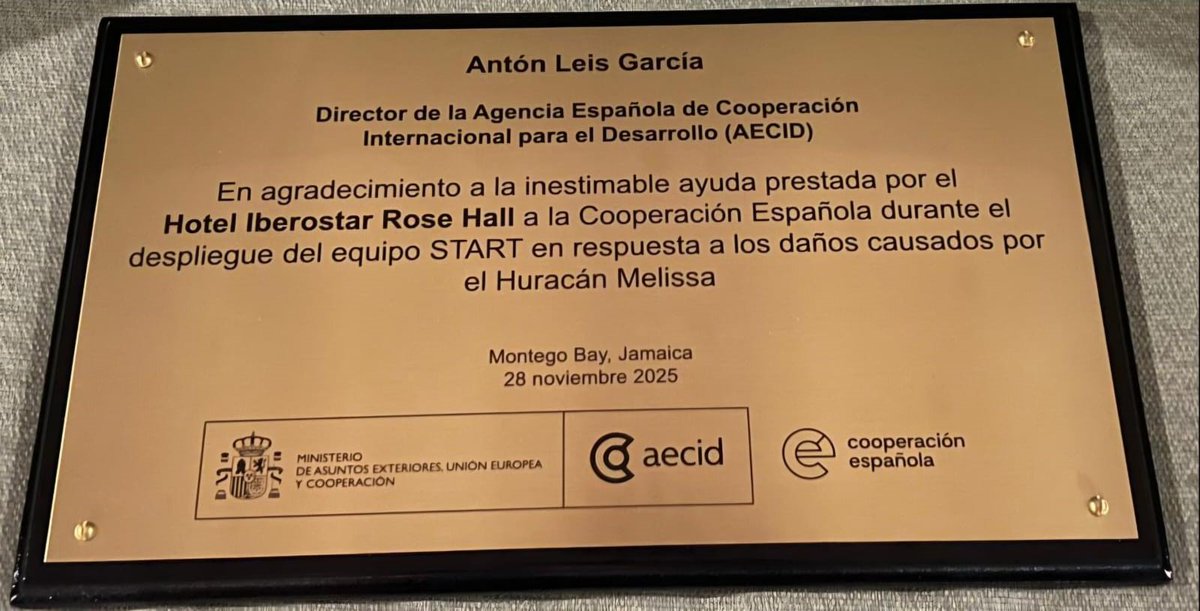 Antón Leis García
Director de la Agencia Española de Cooperación
Internacional para el Desarrollo (AECID)
En agradecimiento a la inestimable ayuda prestada por el
Hotel Iberostar Rose Hall a la Cooperación Española durante el
despliegue del equipo START en respuesta a los daños causados por
el Huracán Melissa
Montego Bay, Jamaica
28 noviembre 2025
MINISTERIO
DE ASUNTOS EXTERIORES, UNIÓN EUROPEA
Y COOPERACIÓN
aecid
cooperación
española